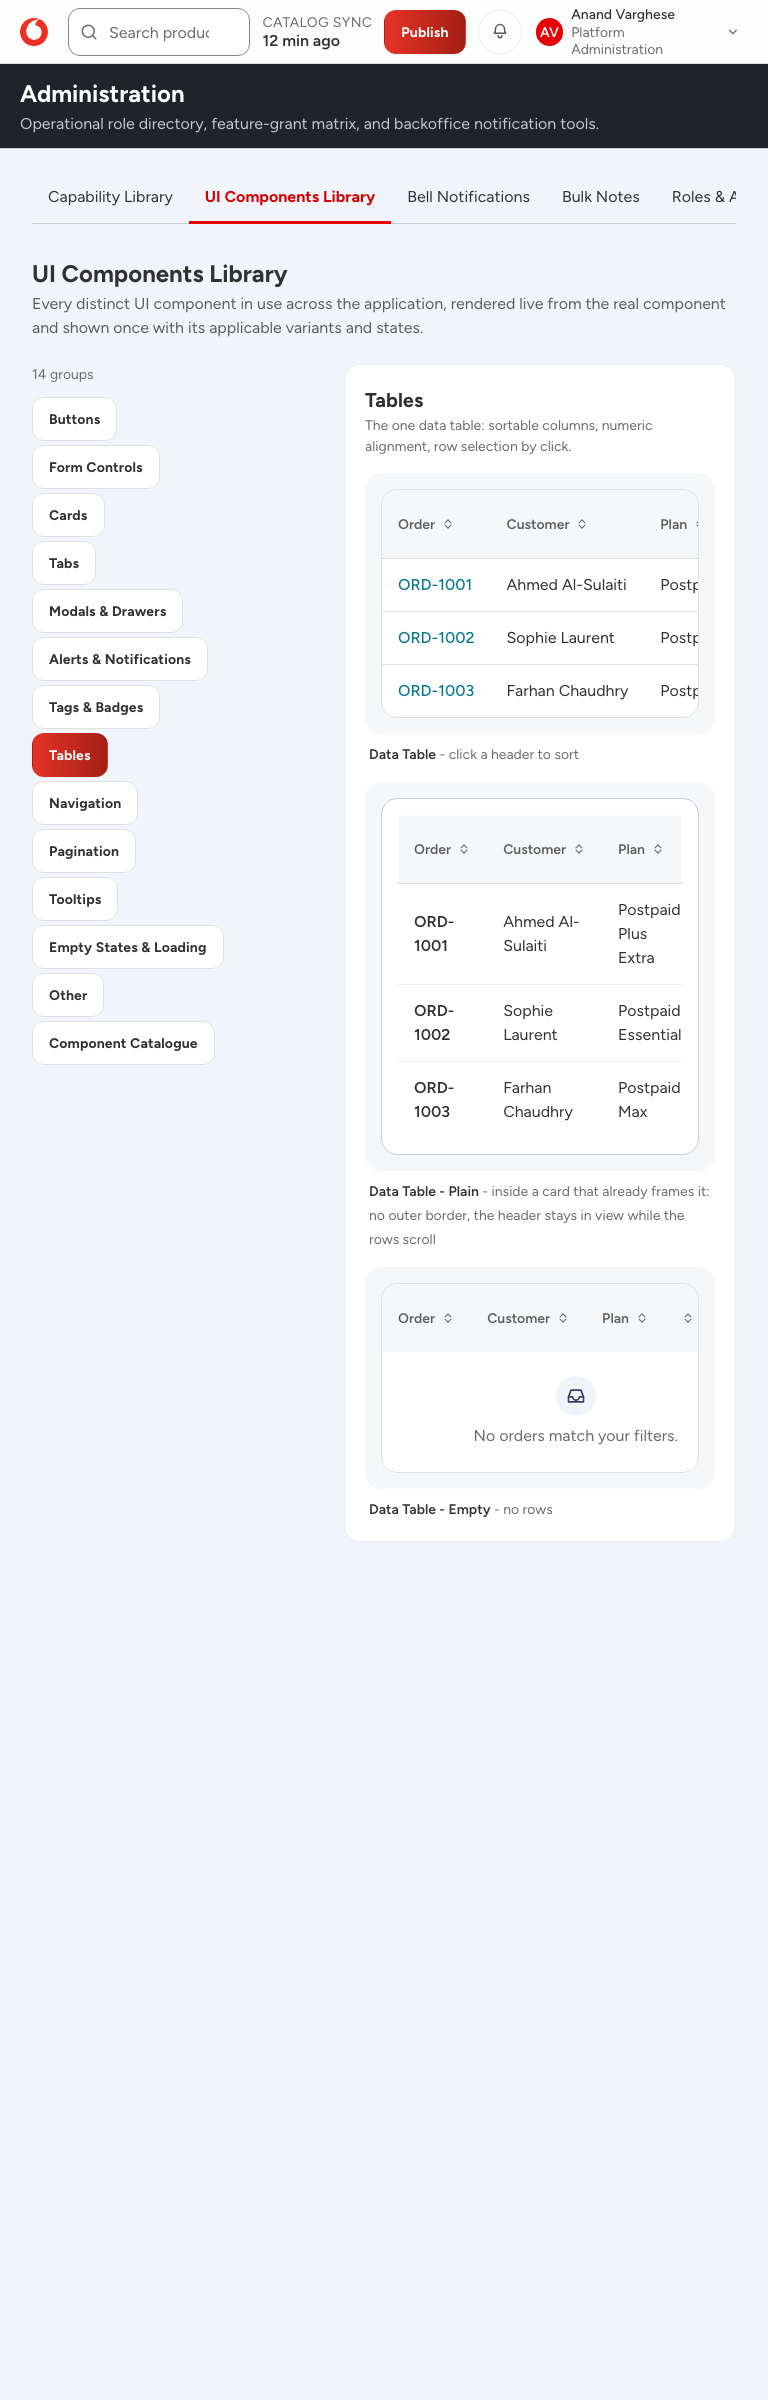 Search produc
CATALOG SYNC
12 min ago
Publish
AV
Anand Varghese
Platform
Administration
Administration
Operational role directory, feature-grant matrix, and backoffice notification tools.
Capability Library
UI Components Library
Bell Notifications
Bulk Notes
Roles & A
UI Components Library
Every distinct UI component in use across the application, rendered live from the real component
and shown once with its applicable variants and states.
14 groups
Buttons
Form Controls
Cards
Tabs
Modals & Drawers
Alerts & Notifications
Tags & Badges
Tables
Navigation
Pagination
Tooltips
Empty States & Loading
Other
Component Catalogue
Tables
The one data table: sortable columns, numeric
alignment, row selection by click.
Order Customer Plan
ORD-1001 Ahmed Al-Sulaiti Postp
ORD-1002 Sophie Laurent Postp
ORD-1003 Farhan Chaudhry Postp
Data Table - click a header to sort
Order Customer Plan
ORD-
1001
Ahmed Al-
Sulaiti
Postpaid
Plus
Extra
ORD-
1002
Sophie
Laurent
Postpaid
Essential
ORD-
1003
Farhan
Chaudhry
Postpaid
Max
Data Table - Plain - inside a card that already frames it:
no outer border, the header stays in view while the
rows scroll
Order Customer Plan
No orders match your filters.
Data Table - Empty - no rows